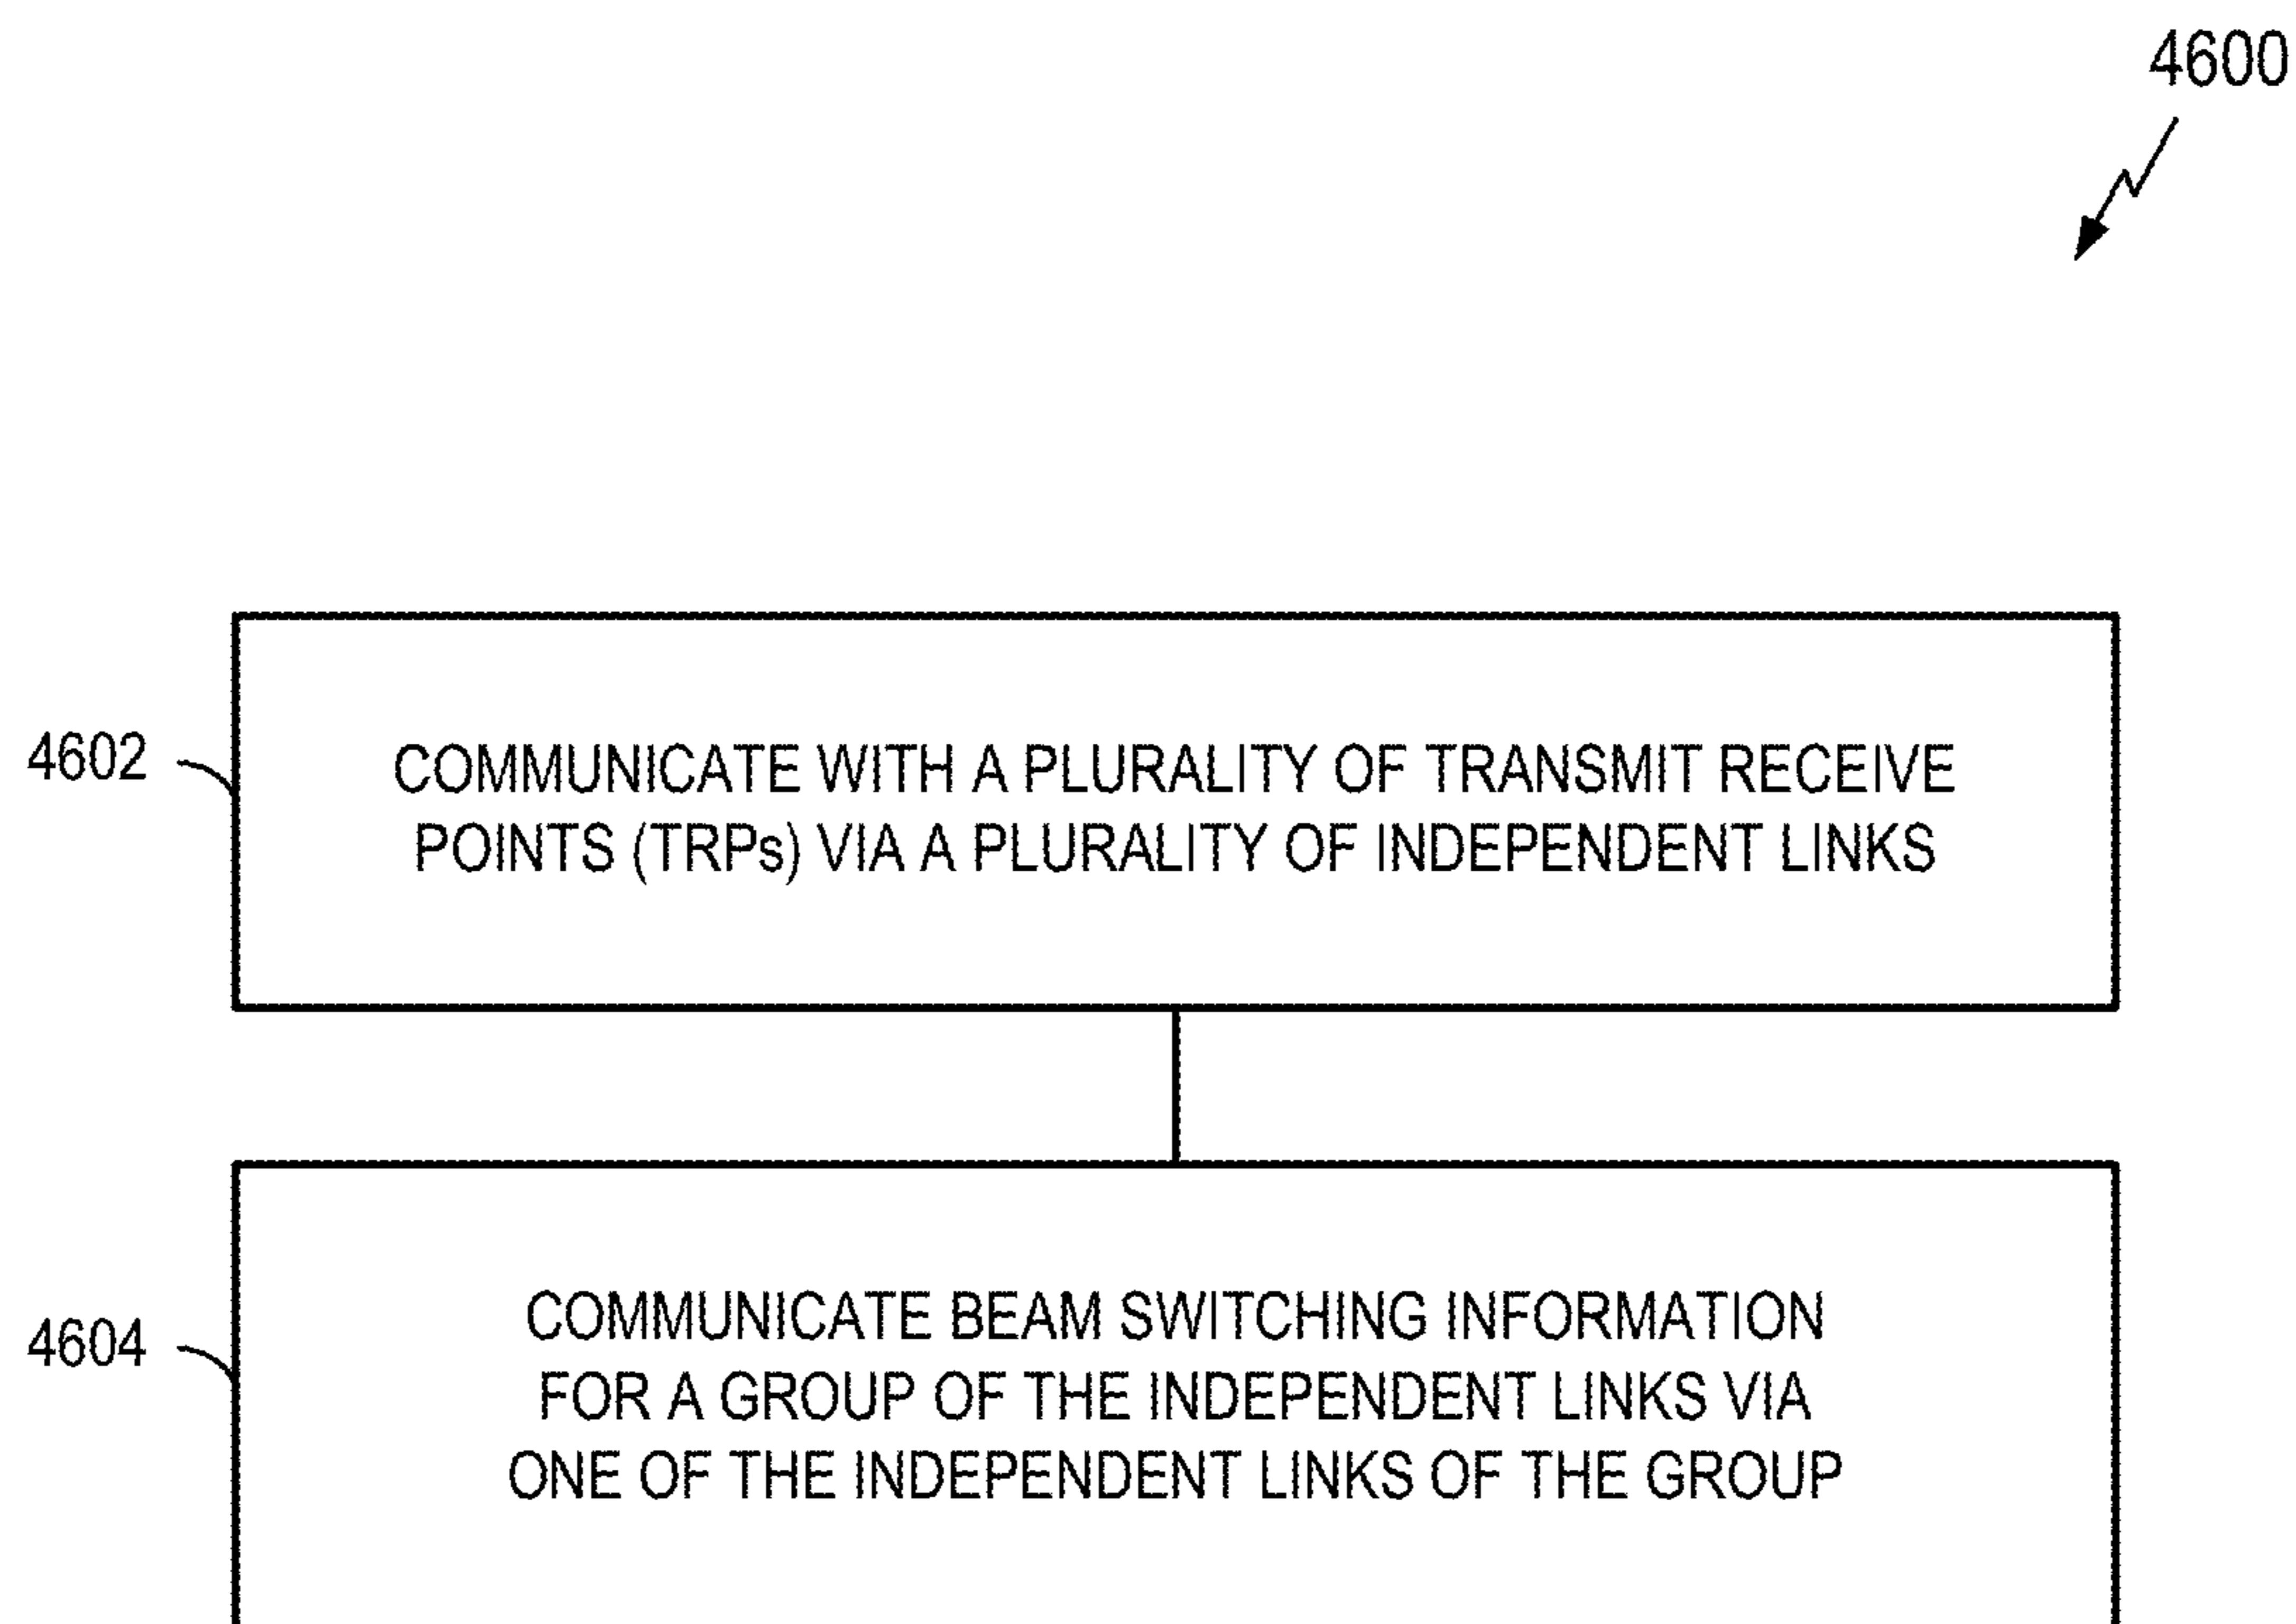 4600
4602
COMMUNICATE WITH A PLURALITY OF TRANSMIT RECEIVE
POINTS (TRPs) VIA A PLURALITY OF INDEPENDENT LINKS
4604
COMMUNICATE BEAM SWITCHING INFORMATION
FOR A GROUP OF THE INDEPENDENT LINKS VIA
ONE OF THE INDEPENDENT LINKS OF THE GROUP